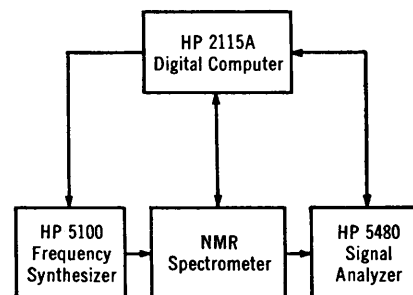 HP 2115A
Digital Computer
HP 5100
Frequency
Synthesizer
NMR
Spectrometer
HP 5480
Signal
Analyzer